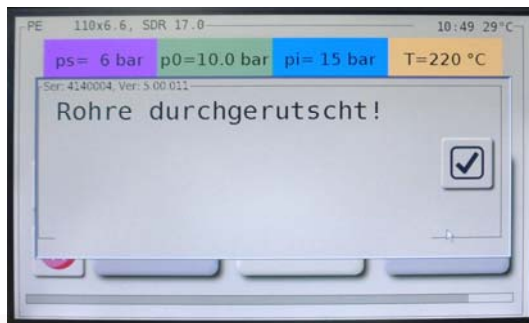 PE 110x6.6, SDR 17.0 10:49 29°C
ps= 6 bar p0=10.0 bar pi= 15 bar T=220 °C
Ser: 4140004, Ver: 5.00.011
Rohre durchgerutscht!